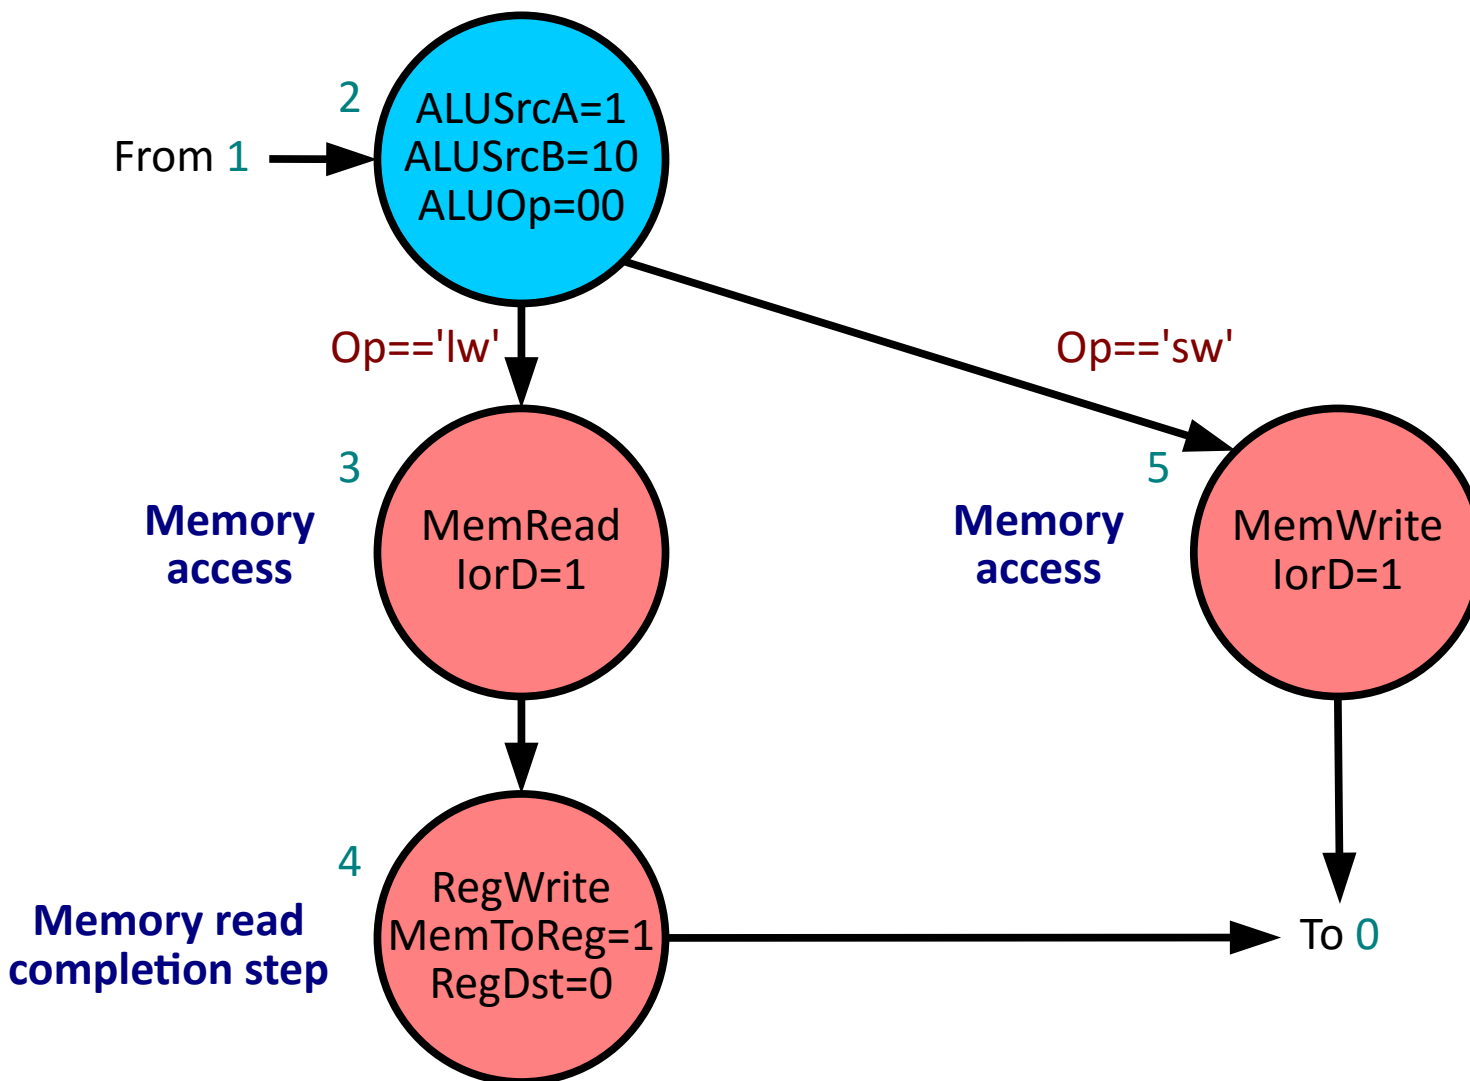 2
ALUSrcA=1
ALUSrcB=10
ALUOp=00
From 1
Op=='lw'
Op=='sw'
3
Memory
access
MemRead
IorD=1
5
Memory
access
MemWrite
IorD=1
4
Memory read
completion step
RegWrite
MemToReg=1
RegDst=0
To 0